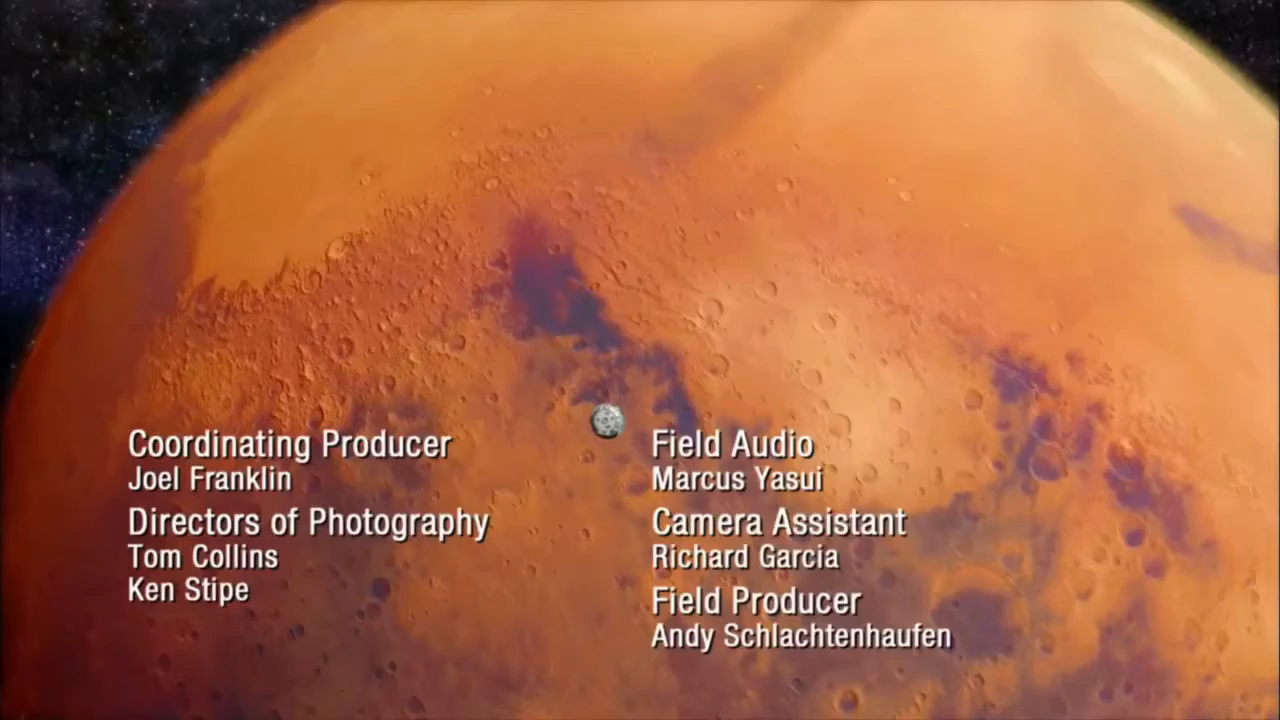 Coordinating Producer
Joel Franklin
Directors of Photography
Tom Collins
Ken Stipe
Field Audio
Marcus Yasui
Camera Assistant
Richard Garcia
Field Producer
Andy Schlachtenhaufen